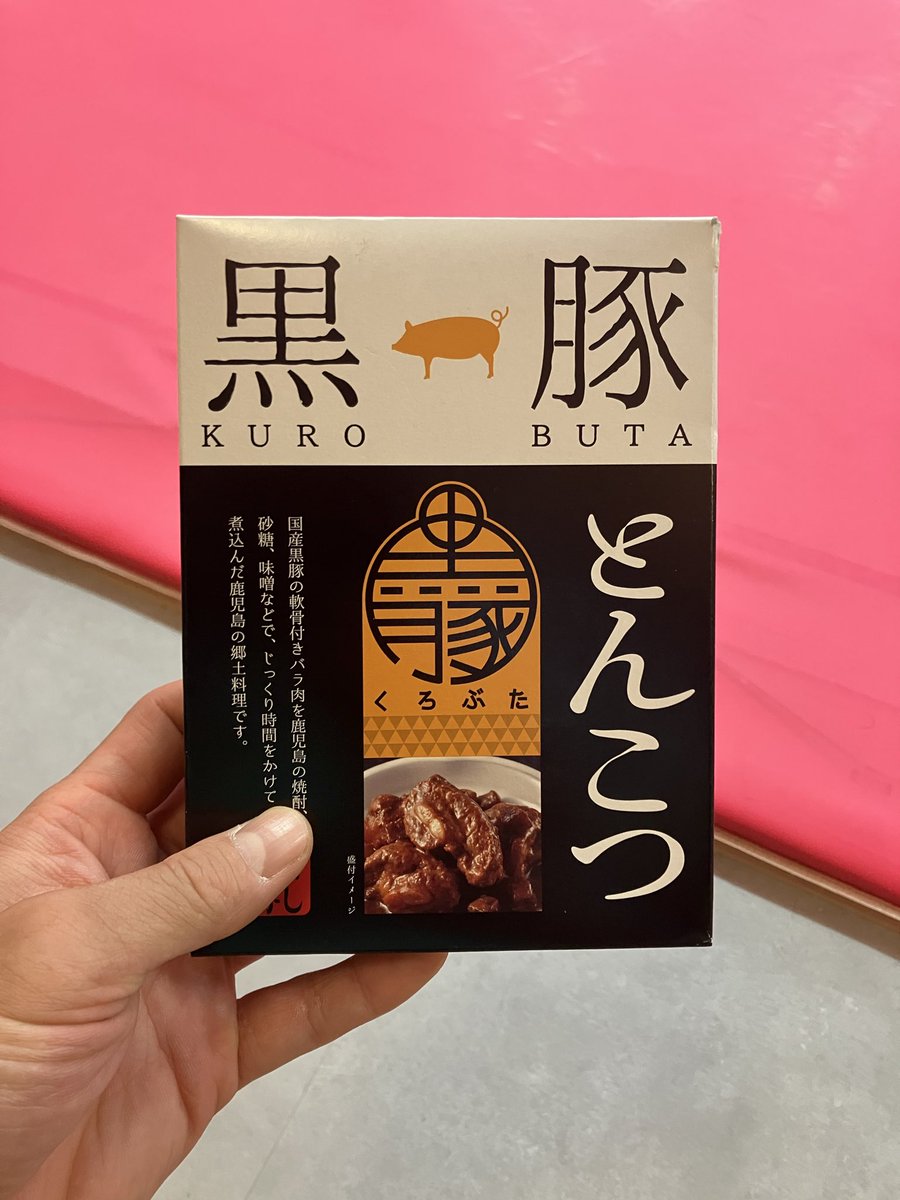 黒豚
KURO BUTA
とんこつ
くろぶた
国産黒豚の軟骨付きバラ肉を鹿児島の焼酎
砂糖、味噌などで、じっくり時間をかけて
煮込んだ鹿児島の郷土料理です。
盛付イメージ